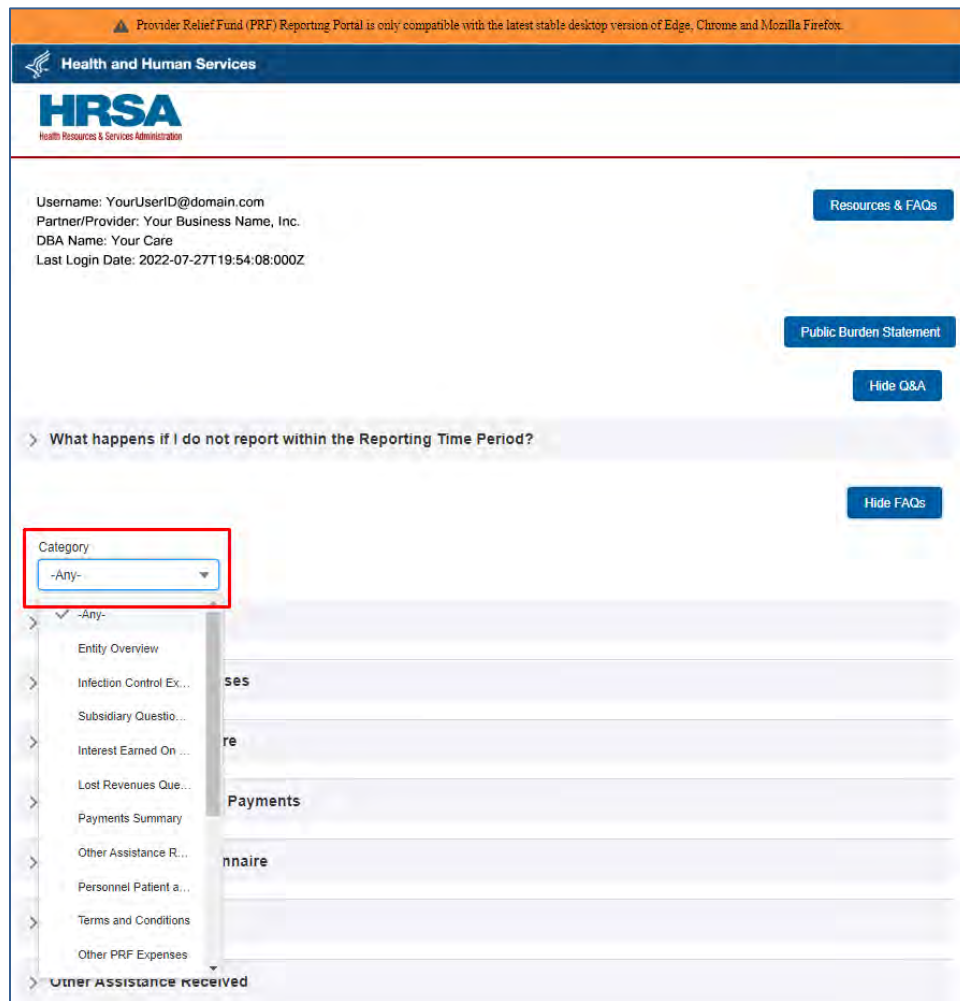 Provider Relief Fund (PRF) Reporting Portal is only compatible with the latest stable desktop version of Edge, Chrome and Mozilla Firefox.
Health and Human Services
HRSA
Health Resources & Services Administration
Username: YourUserID@domain.com
Partner/Provider: Your Business Name, Inc.
DBA Name: Your Care
Last Login Date: 2022-07-27T19:54:08:000Z
Resources & FAQs
Public Burden Statement
Hide Q&A
What happens if I do not report within the Reporting Time Period?
Hide FAQs
Category
-Any-
-Any-
Entity Overview
Infection Control Ex...
ses
Subsidiary Questio...
Interest Earned On ...
re
Lost Revenues Que...
Payments
Payments Summary
Other Assistance R...
nnaire
Personnel Patient a...
Terms and Conditions
Other PRF Expenses
Other Assistance Received